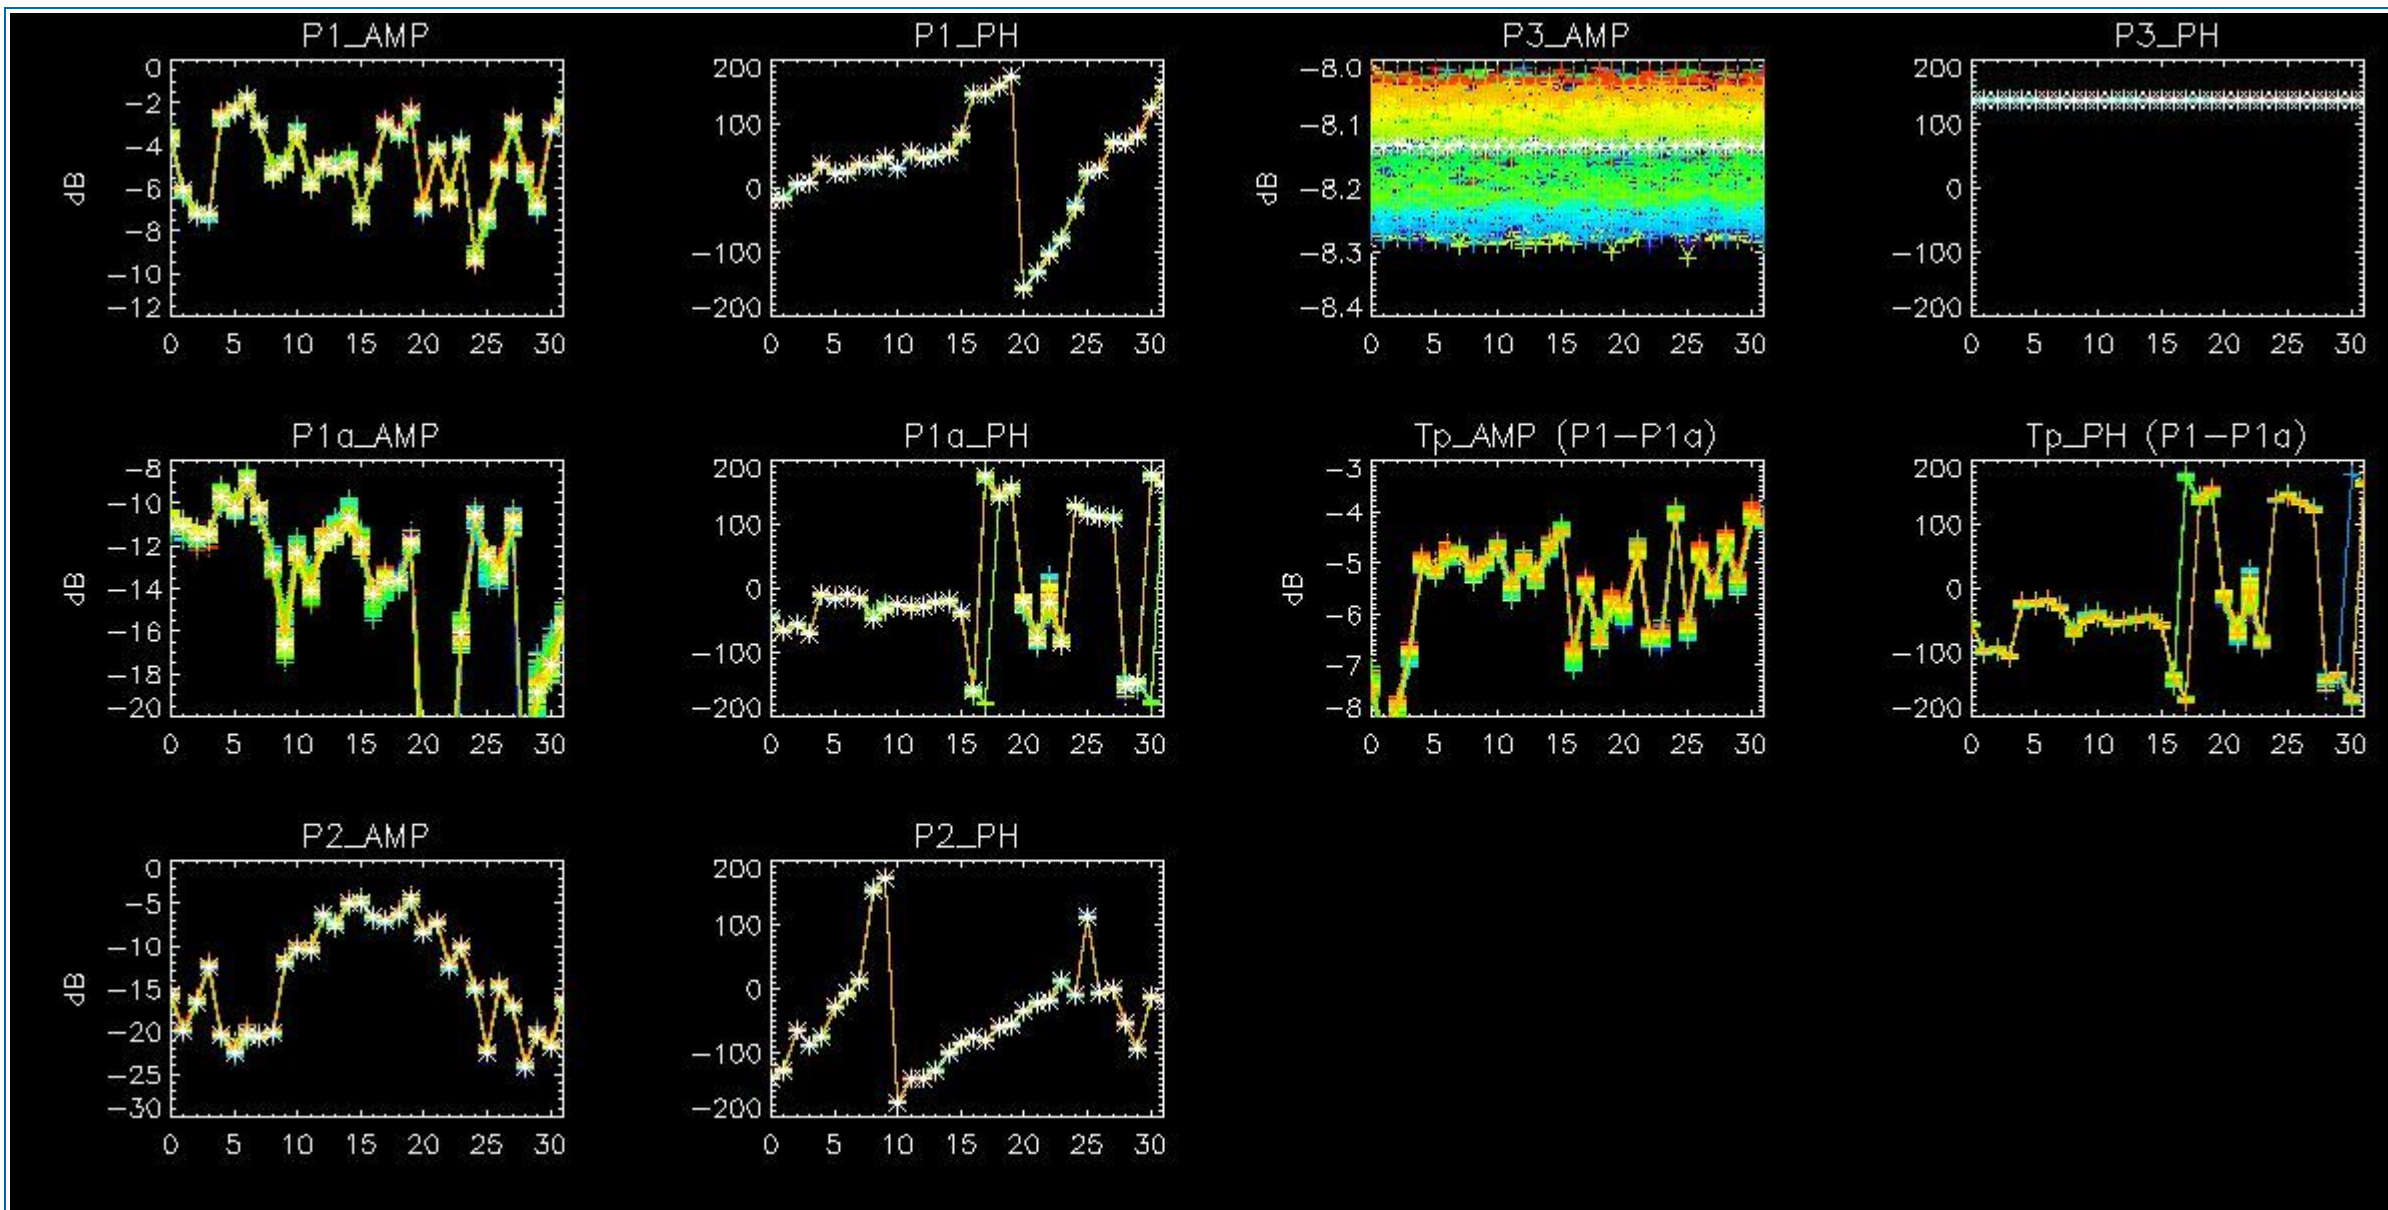 P1_AMP
0
−2
−4
−6
−8
−10
−12
dB
0 5 10 15 20 25 30
P1_PH
200
100
0
−100
−200
0 5 10 15 20 25 30
P3_AMP
−8.0
−8.1
−8.2
−8.3
−8.4
dB
0 5 10 15 20 25 30
P3_PH
200
100
0
−100
−200
0 5 10 15 20 25 30
P1a_AMP
−8
−10
−12
−14
−16
−18
−20
dB
0 5 10 15 20 25 30
P1a_PH
200
100
0
−100
−200
0 5 10 15 20 25 30
Tp_AMP (P1−P1a)
−3
−4
−5
−6
−7
−8
dB
0 5 10 15 20 25 30
Tp_PH (P1−P1a)
200
100
0
−100
−200
0 5 10 15 20 25 30
P2_AMP
0
−5
−10
−15
−20
−25
−30
dB
0 5 10 15 20 25 30
P2_PH
200
100
0
−100
−200
0 5 10 15 20 25 30